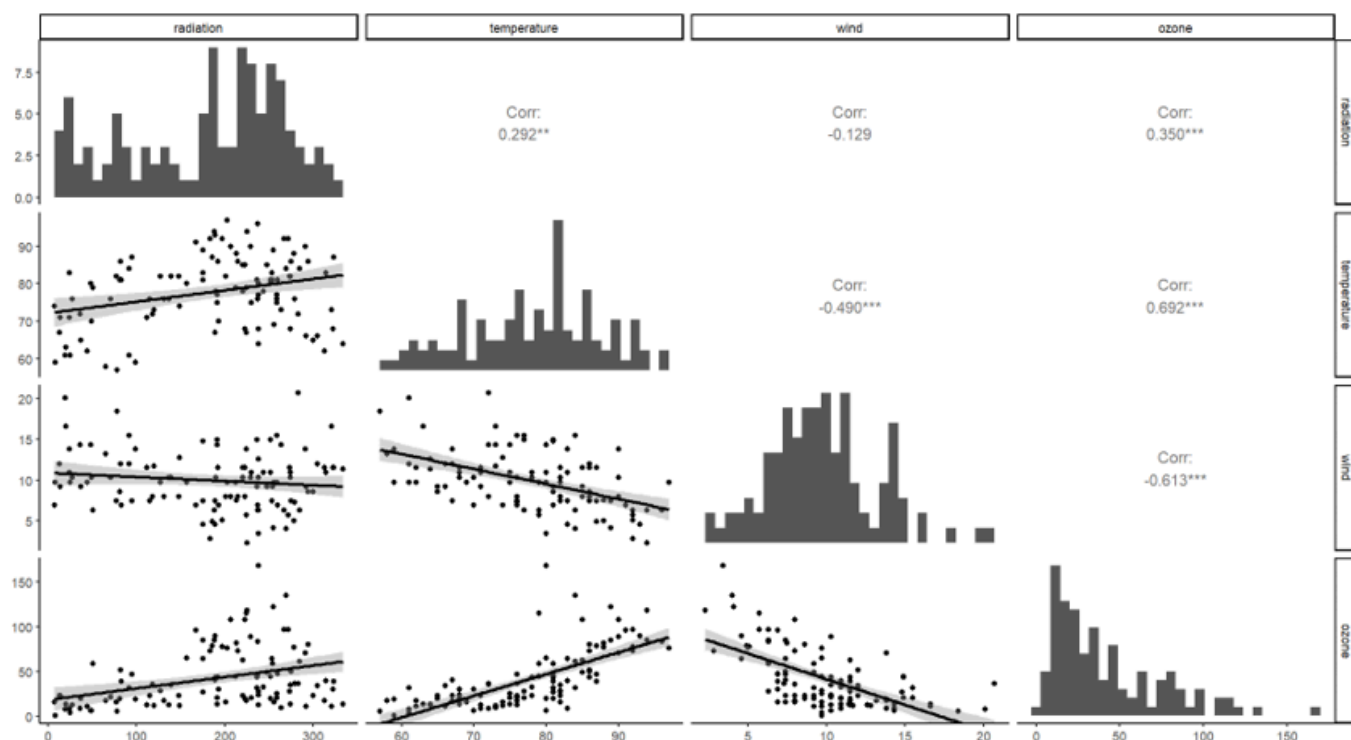 radiation temperature wind ozone
7.5
5.0
2.5
0.0
Corr:
0.292**
Corr:
-0.129
Corr:
0.350***
radiation
90
80
70
60
Corr:
-0.490***
Corr:
0.692***
temperature
20
15
10
5
Corr:
-0.613***
wind
150
100
50
0
ozone
0 100 200 300 60 70 80 90 5 10 15 20 0 50 100 150